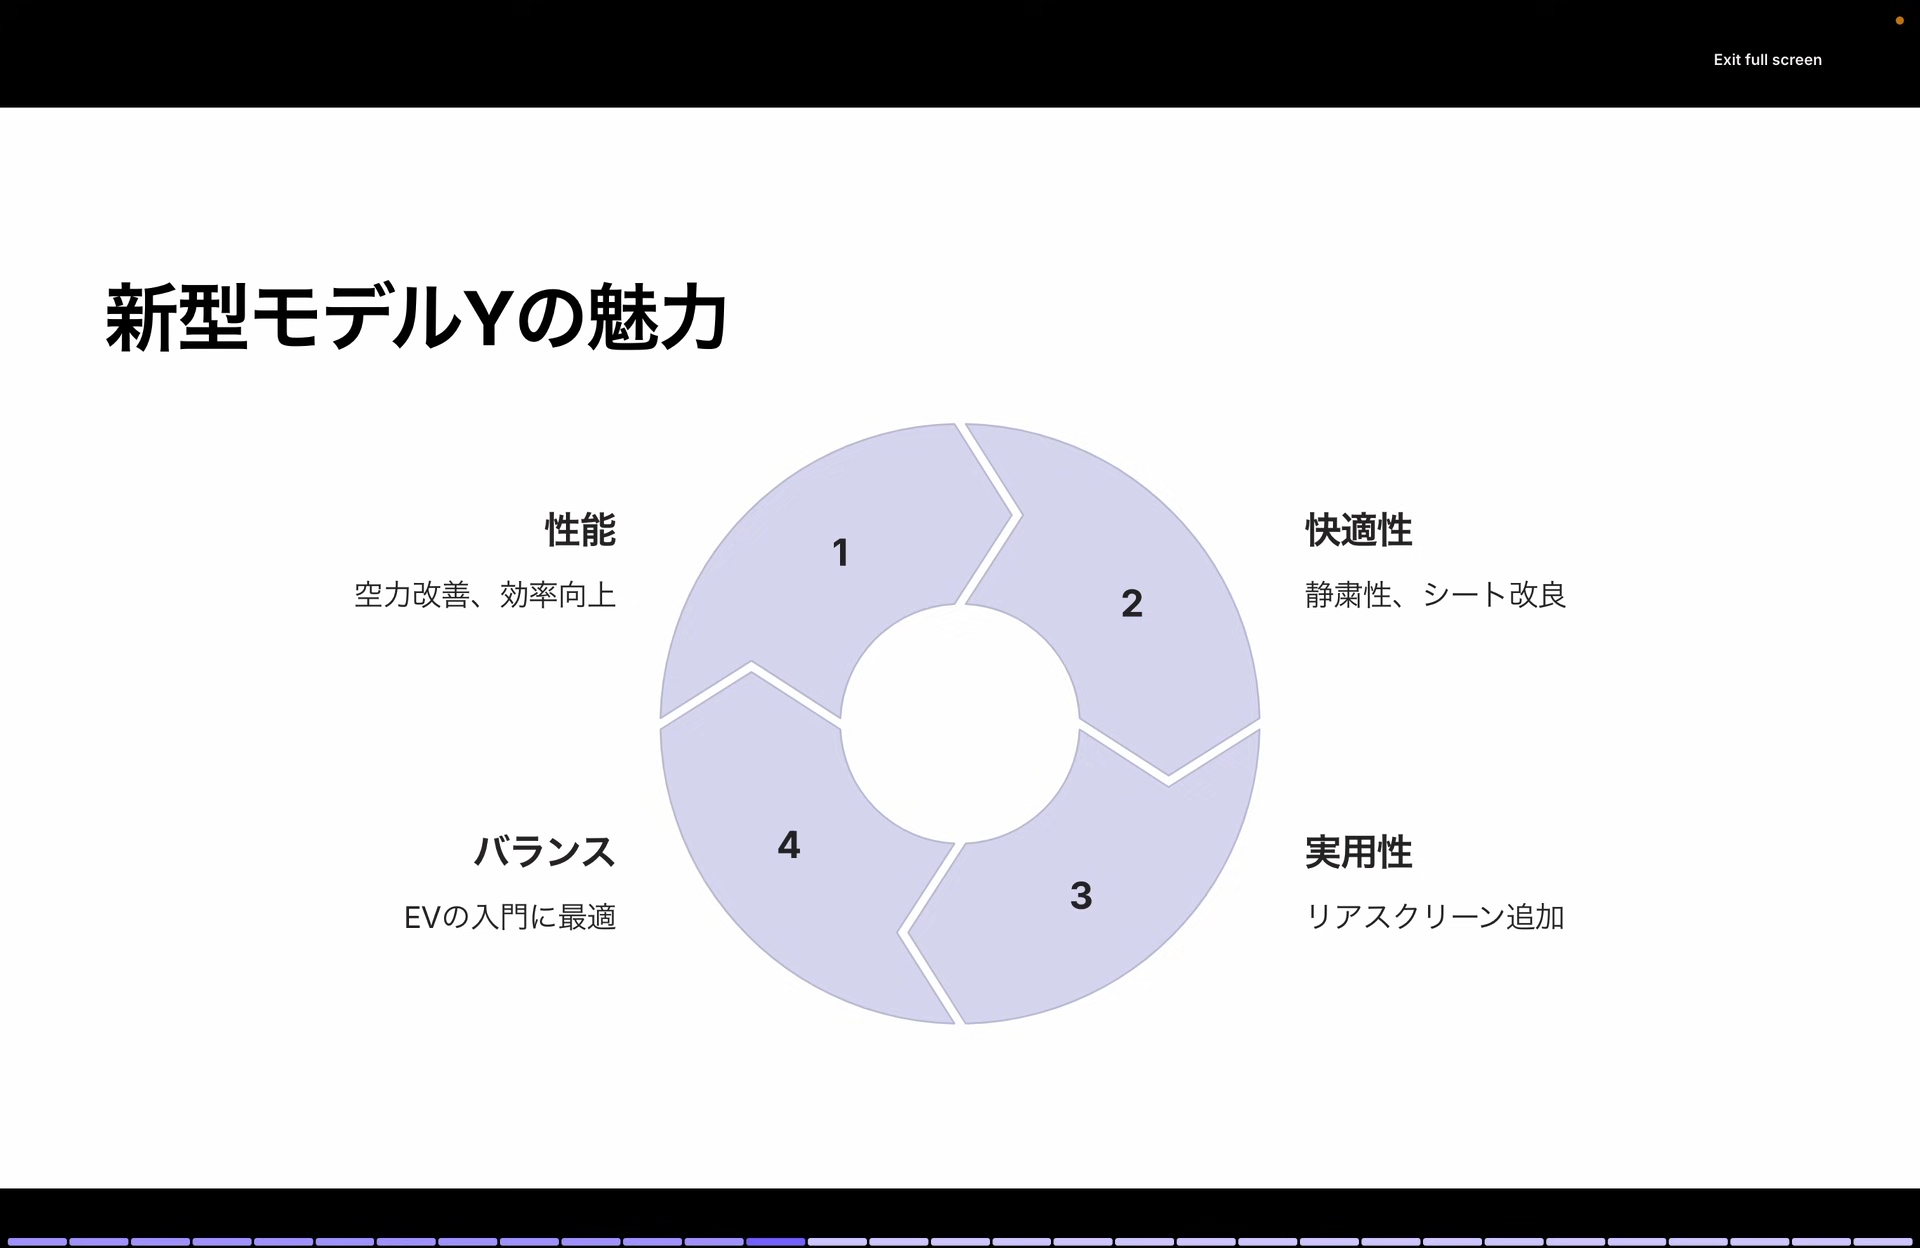 Exit full screen
新型モデルYの魅力
1
性能
空力改善、効率向上
2
快適性
静粛性、シート改良
3
実用性
リアスクリーン追加
4
バランス
EVの入門に最適